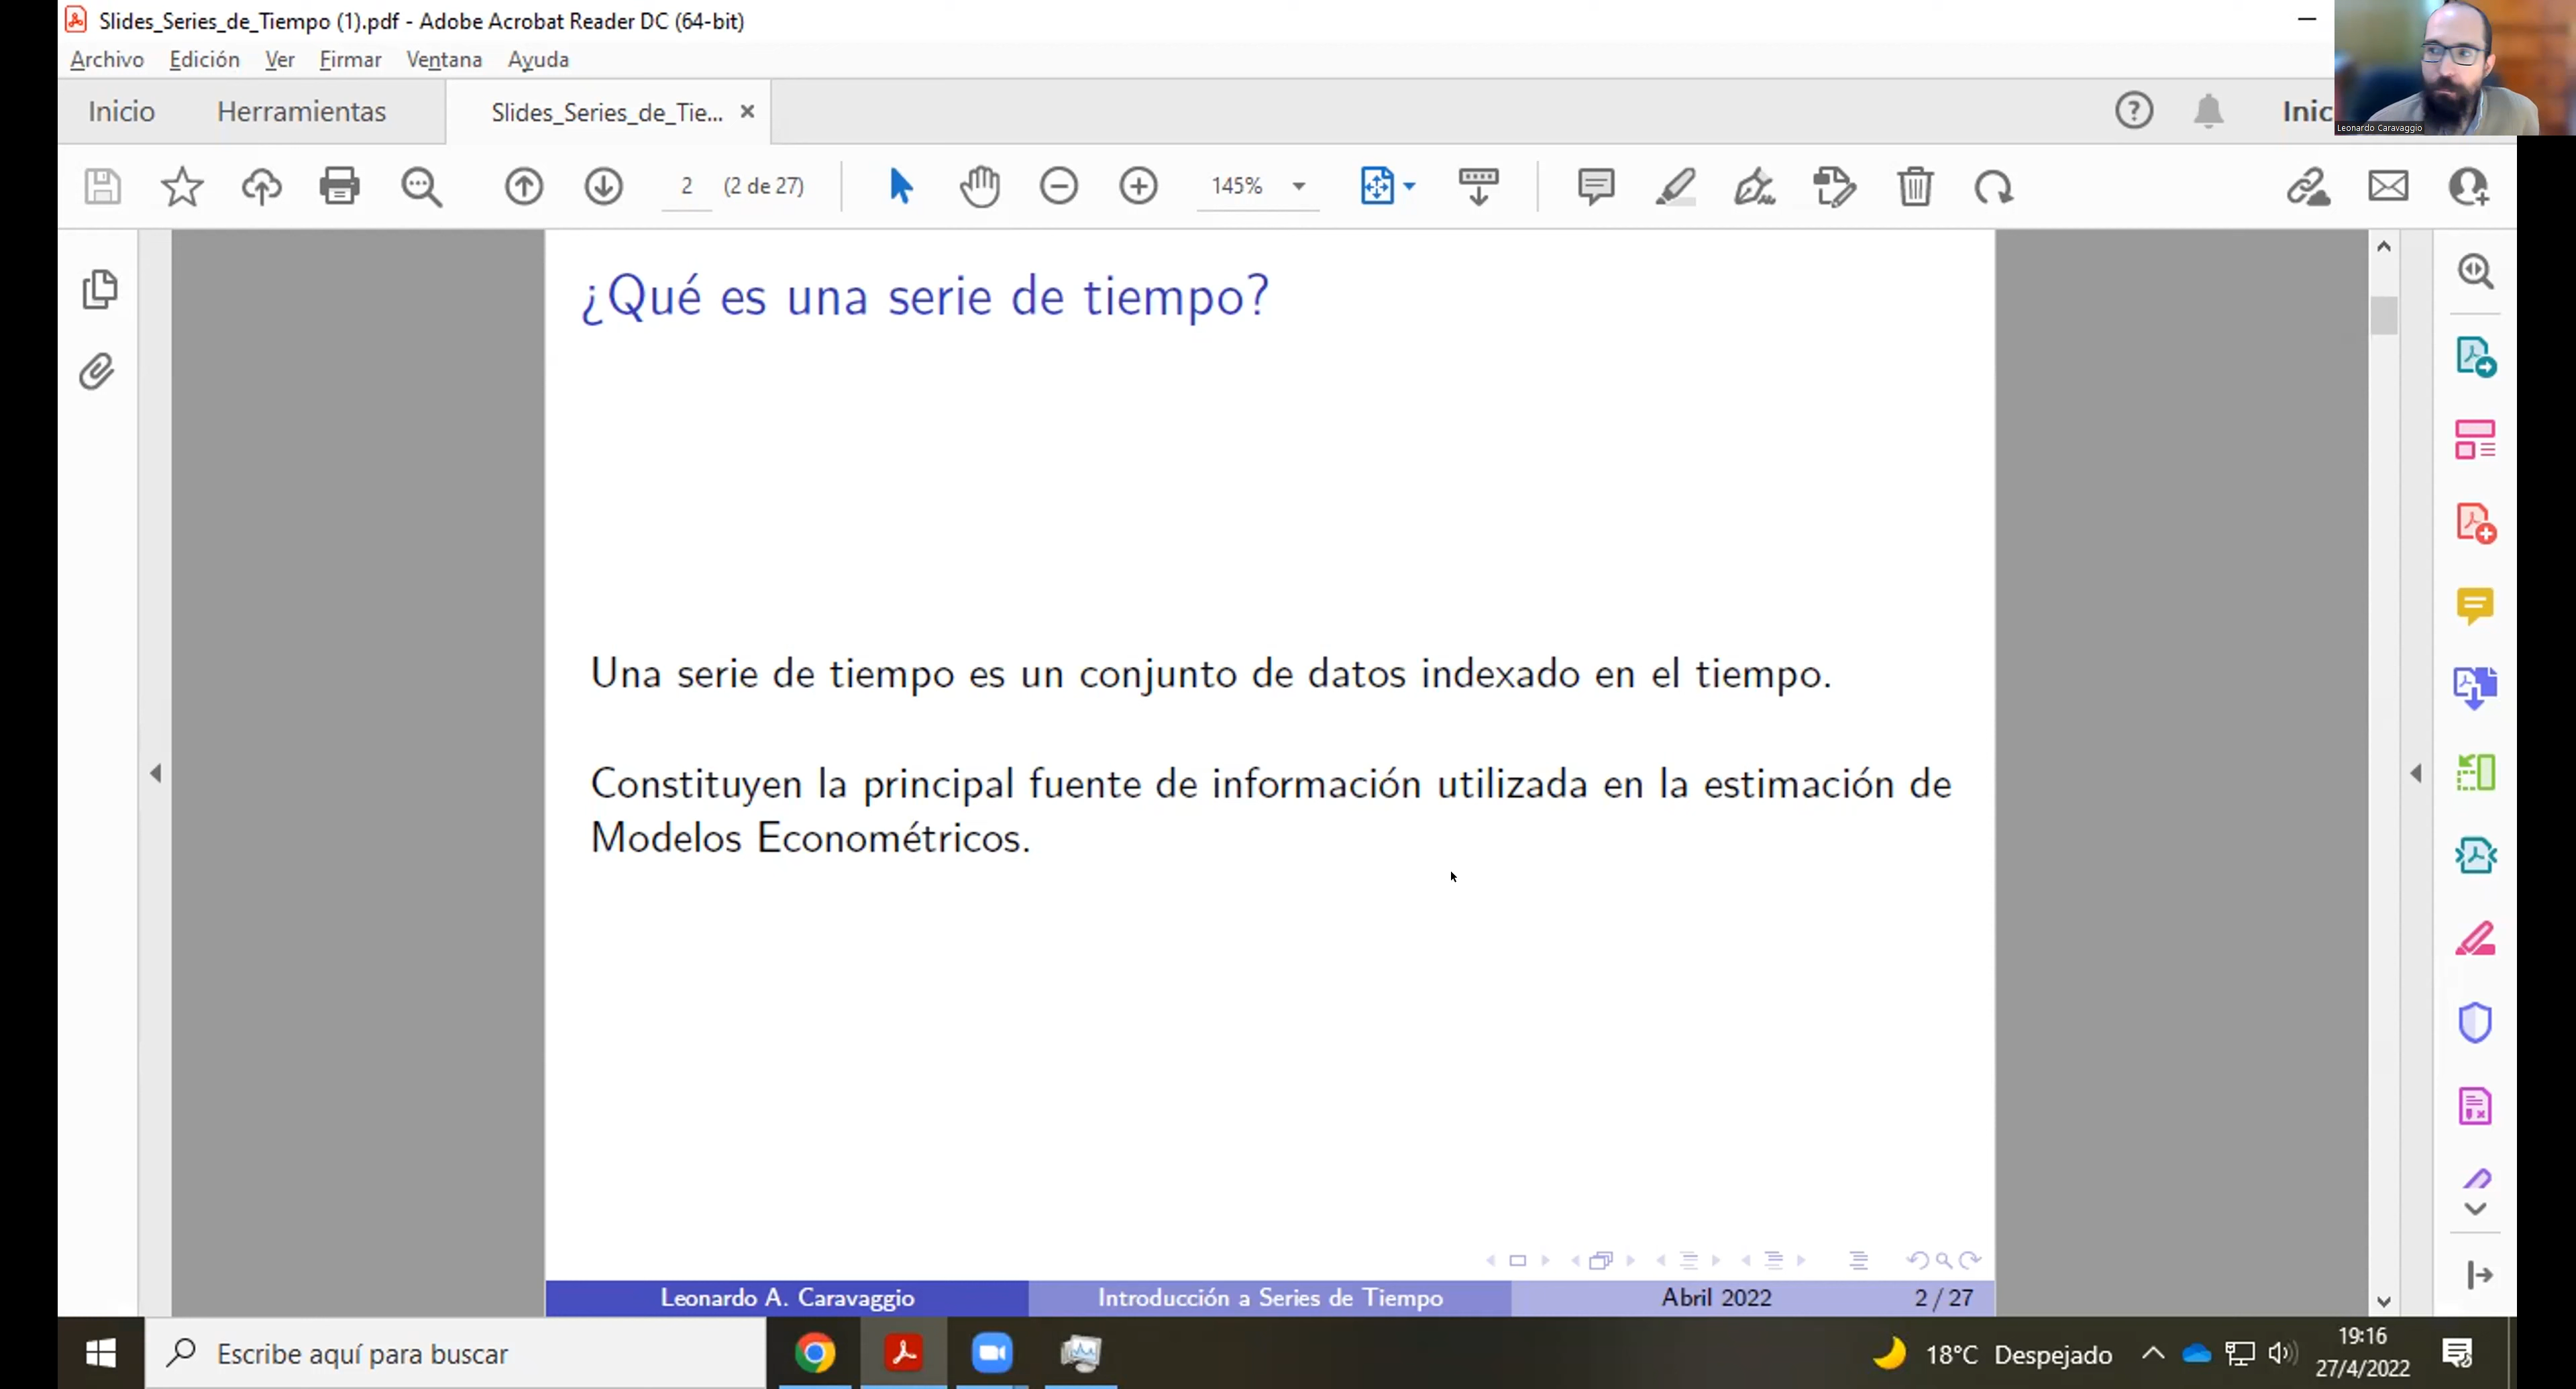 Slides_Series_de_Tiempo (1).pdf - Adobe Acrobat Reader DC (64-bit)
Archivo Edición Ver Firmar Ventana Ayuda
Inicio Herramientas Slides_Series_de_Tie... Inic
Leonardo Caravaggio
2 (2 de 27) 145%
¿Qué es una serie de tiempo?
Una serie de tiempo es un conjunto de datos indexado en el tiempo.
Constituyen la principal fuente de información utilizada en la estimación de
Modelos Econométricos.
Leonardo A. Caravaggio Introducción a Series de Tiempo Abril 2022 2 / 27
Escribe aquí para buscar 18°C Despejado 19:16
27/4/2022